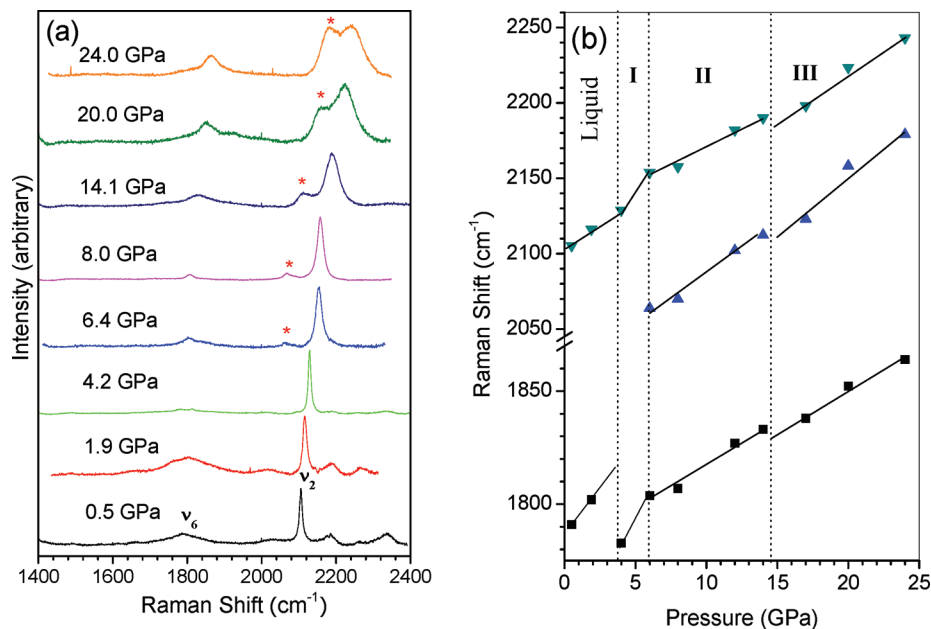 (a)
*
24.0 GPa
*
20.0 GPa
*
14.1 GPa
*
8.0 GPa
*
6.4 GPa
4.2 GPa
1.9 GPa
ν2
ν6
0.5 GPa
Intensity (arbitrary)
1400 1600 1800 2000 2200 2400
Raman Shift (cm-1)
(b)
Liquid
I
II
III
2250
2200
2150
2100
2050
1850
1800
Raman Shift (cm-1)
0 5 10 15 20 25
Pressure (GPa)